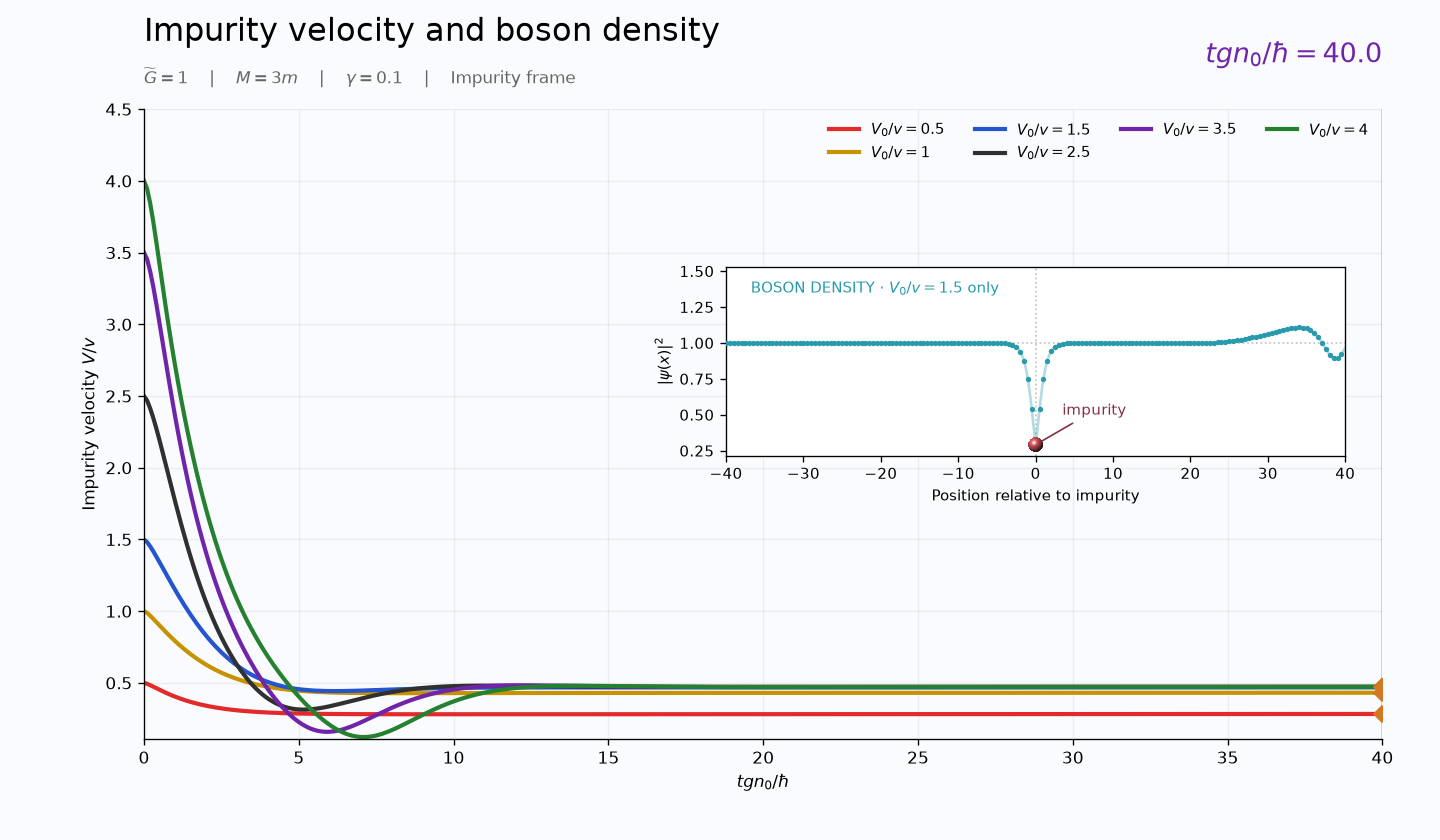 Impurity velocity and boson density
tgn₀/ħ = 40.0
G̃ = 1 | M = 3m | γ = 0.1 | Impurity frame
V₀/v = 0.5 V₀/v = 1.5 V₀/v = 3.5 V₀/v = 4
V₀/v = 1 V₀/v = 2.5
4.5
4.0
3.5
3.0
2.5
2.0
1.5
1.0
0.5
Impurity velocity V/v
BOSON DENSITY · V₀/v = 1.5 only
1.50
1.25
1.00
0.75
0.50
0.25
|ψ(x)|²
impurity
−40 −30 −20 −10 0 10 20 30 40
Position relative to impurity
0 5 10 15 20 25 30 35 40
tgn₀/ħ